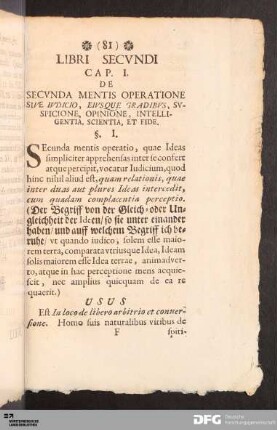 (81)
LIBRI SECVNDI
CAP. I.
DE
SECVNDA MENTIS OPERATIONE
SIVE IVDICIO, EIVSQVE GRADIBVS, SV-
SPICIONE, OPINIONE, INTELLI-
GENTIA, SCIENTIA, ET FIDE.
§. I.
SEcunda mentis operatio, quae Ideas
simpliciter apprehensas inter se confert
atque percipit, vocatur Iudicium, quod
hinc nihil aliud est, quam relationis, quae
inter duas aut plures Ideas intercedit,
cum quadam complacentia perceptio.
(Der Begriff von der Gleich- oder Un-
gleichheit der Ideen/ so sie unter einander
haben/ und auff welchem Begriff ich be-
ruhe/ vt quando iudico, solem esse maio-
rem terra, comparata vtriusque Idea, Ideam
solis maiorem esse Idea terrae, animadver-
to, atque in hac perceptione mens acquie-
scit, nec amplius quicquam de ea re
quaerit.)
USUS
Est In loco de libero arbitrio et conver-
sione. Homo suis naturalibus viribus de
F
spiri-
DFG
Deutsche
Forschungsgemeinschaft